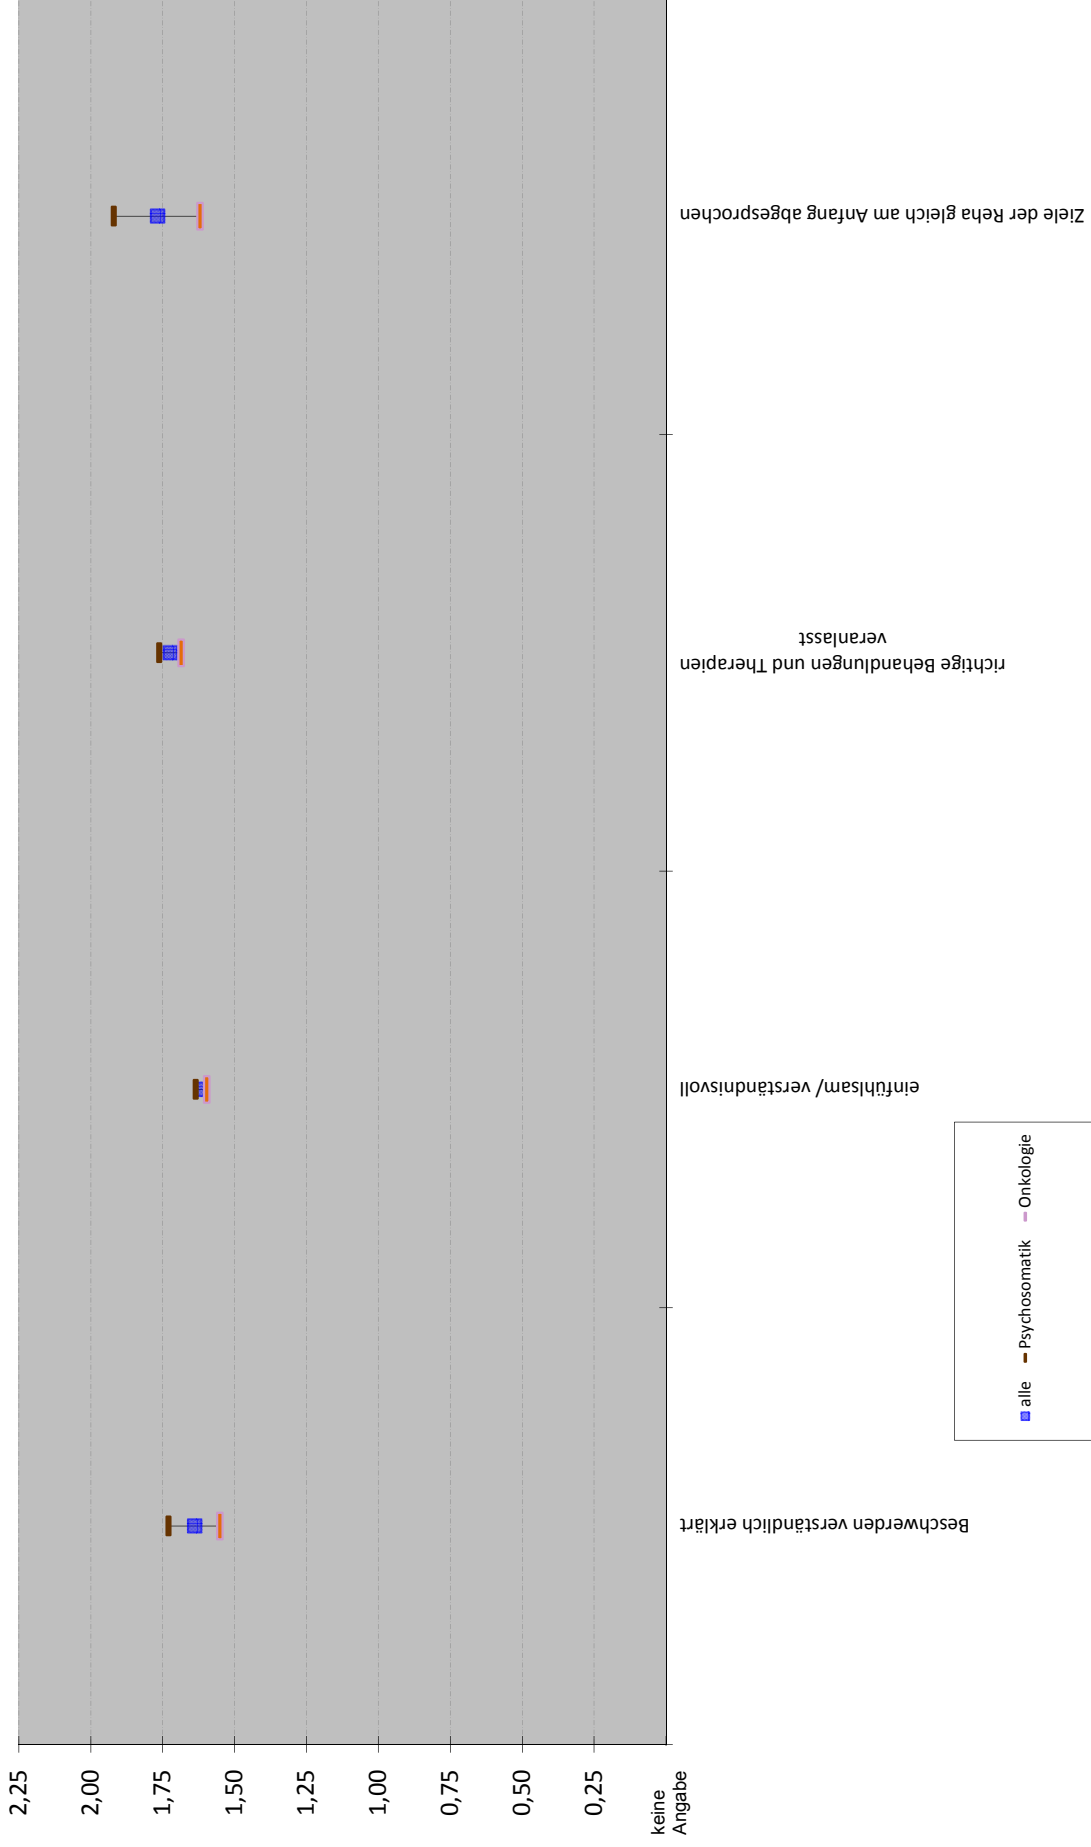 2,25
2,00
1,75
1,50
1,25
1,00
0,75
0,50
0,25
keine
Angabe
Beschwerden verständlich erklärt
einfühlsam/ verständnisvoll
richtige Behandlungen und Therapien
veranlasst
Ziele der Reha gleich am Anfang abgesprochen
alle
Psychosomatik
Onkologie